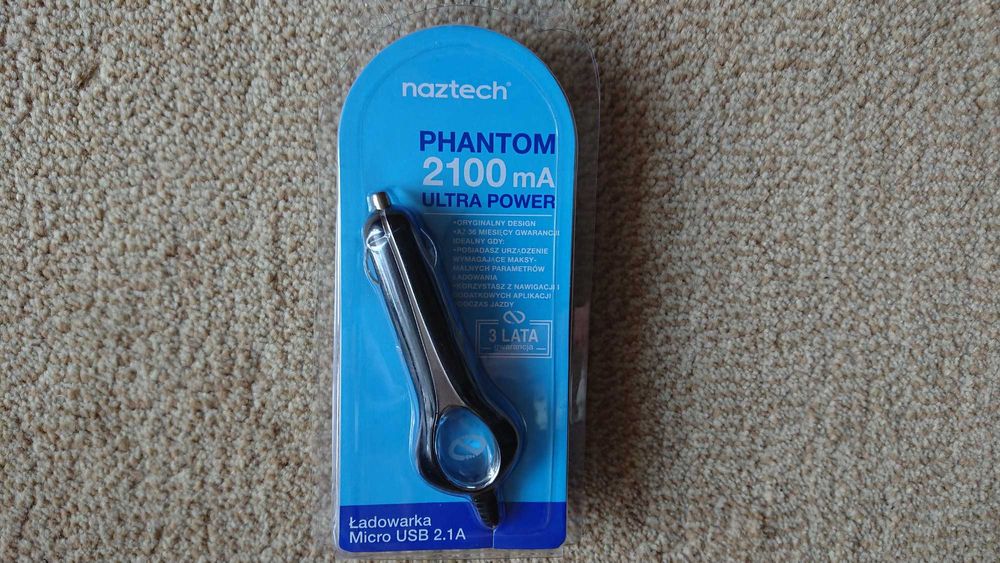 naztech®
PHANTOM
2100 mA
ULTRA POWER
•ORYGINALNY DESIGN
•AŻ 36 MIESIĘCY GWARANCJI
IDEALNY GDY:
•POSIADASZ URZĄDZENIE
WYMAGAJĄCE MAKSY-
MALNYCH PARAMETRÓW
ŁADOWANIA
•KORZYSTASZ Z NAWIGACJI I
DODATKOWYCH APLIKACJI
PODCZAS JAZDY
3 LATA
gwarancja
Ładowarka
Micro USB 2.1A